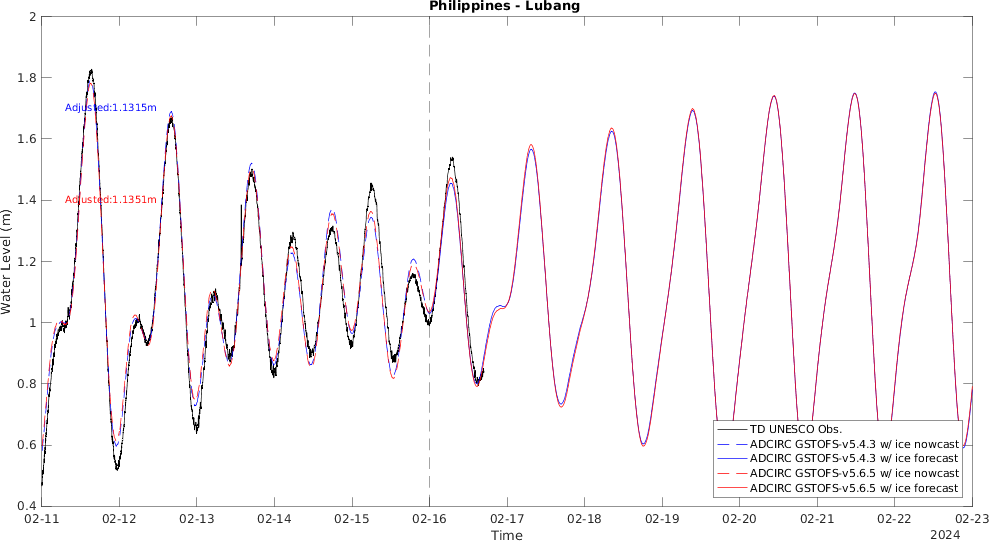 Philippines - Lubang
2
1.8
1.6
1.4
1.2
1
0.8
0.6
0.4
Water Level (m)
Adjusted:1.1315m
Adjusted:1.1351m
TD UNESCO Obs.
ADCIRC GSTOFS-v5.4.3 w/ ice nowcast
ADCIRC GSTOFS-v5.4.3 w/ ice forecast
ADCIRC GSTOFS-v5.6.5 w/ ice nowcast
ADCIRC GSTOFS-v5.6.5 w/ ice forecast
02-11 02-12 02-13 02-14 02-15 02-16 02-17 02-18 02-19 02-20 02-21 02-22 02-23
Time
2024